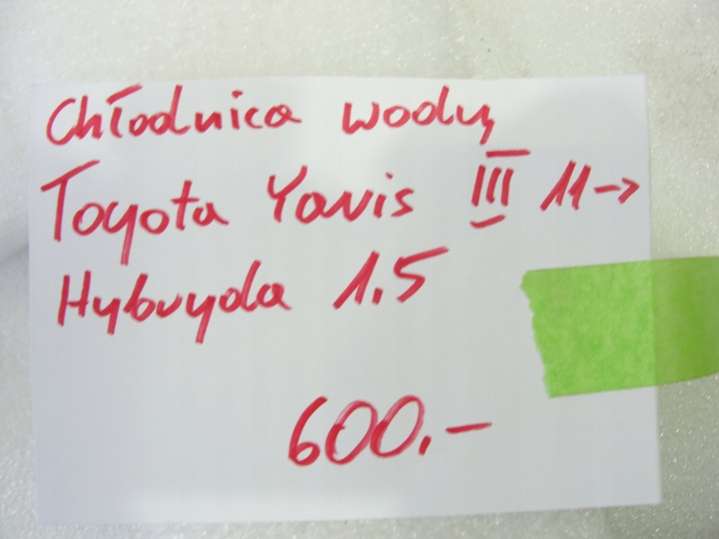 Chłodnica wody
Toyota Yaris III 11->
Hybryda 1.5
600.-